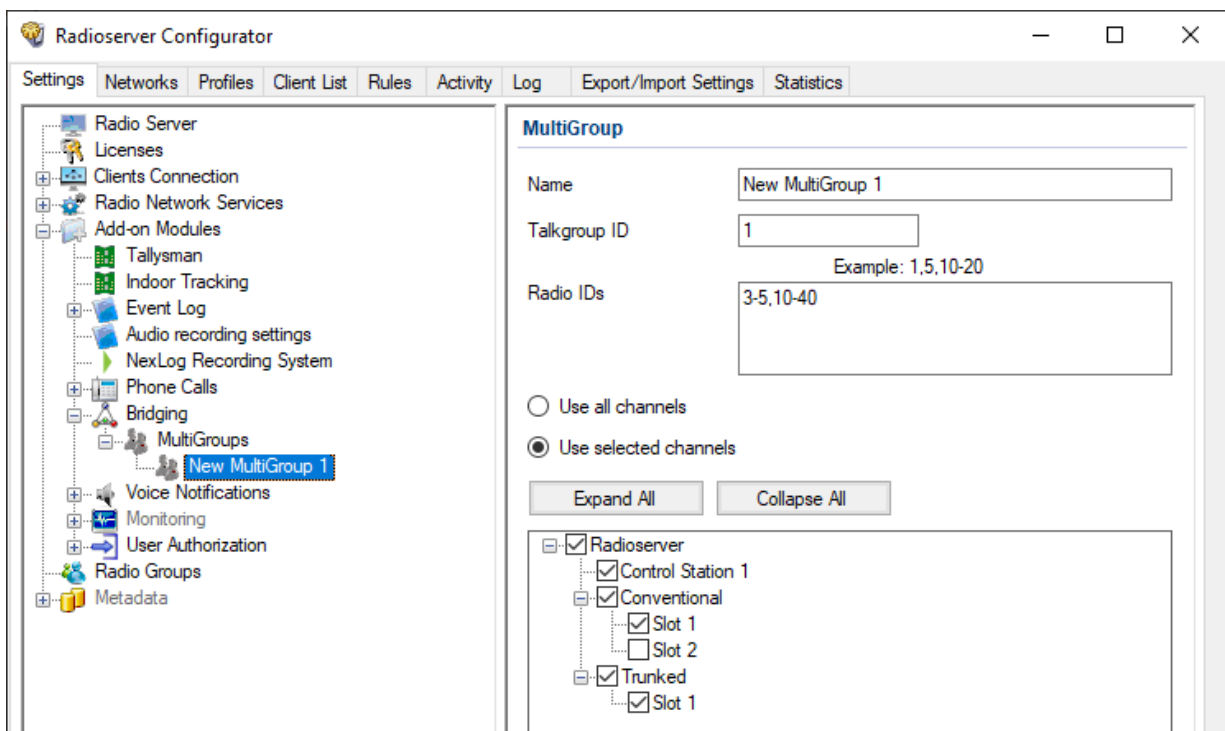 Radioserver Configurator
Settings Networks Profiles Client List Rules Activity Log Export/Import Settings Statistics
Radio Server
Licenses
Clients Connection
Radio Network Services
Add-on Modules
Tallysman
Indoor Tracking
Event Log
Audio recording settings
NexLog Recording System
Phone Calls
Bridging
MultiGroups
New MultiGroup 1
Voice Notifications
Monitoring
User Authorization
Radio Groups
Metadata
MultiGroup
Name New MultiGroup 1
Talkgroup ID 1
Example: 1,5,10-20
Radio IDs 3-5,10-40
Use all channels
Use selected channels
Expand All Collapse All
Radioserver
Control Station 1
Conventional
Slot 1
Slot 2
Trunked
Slot 1